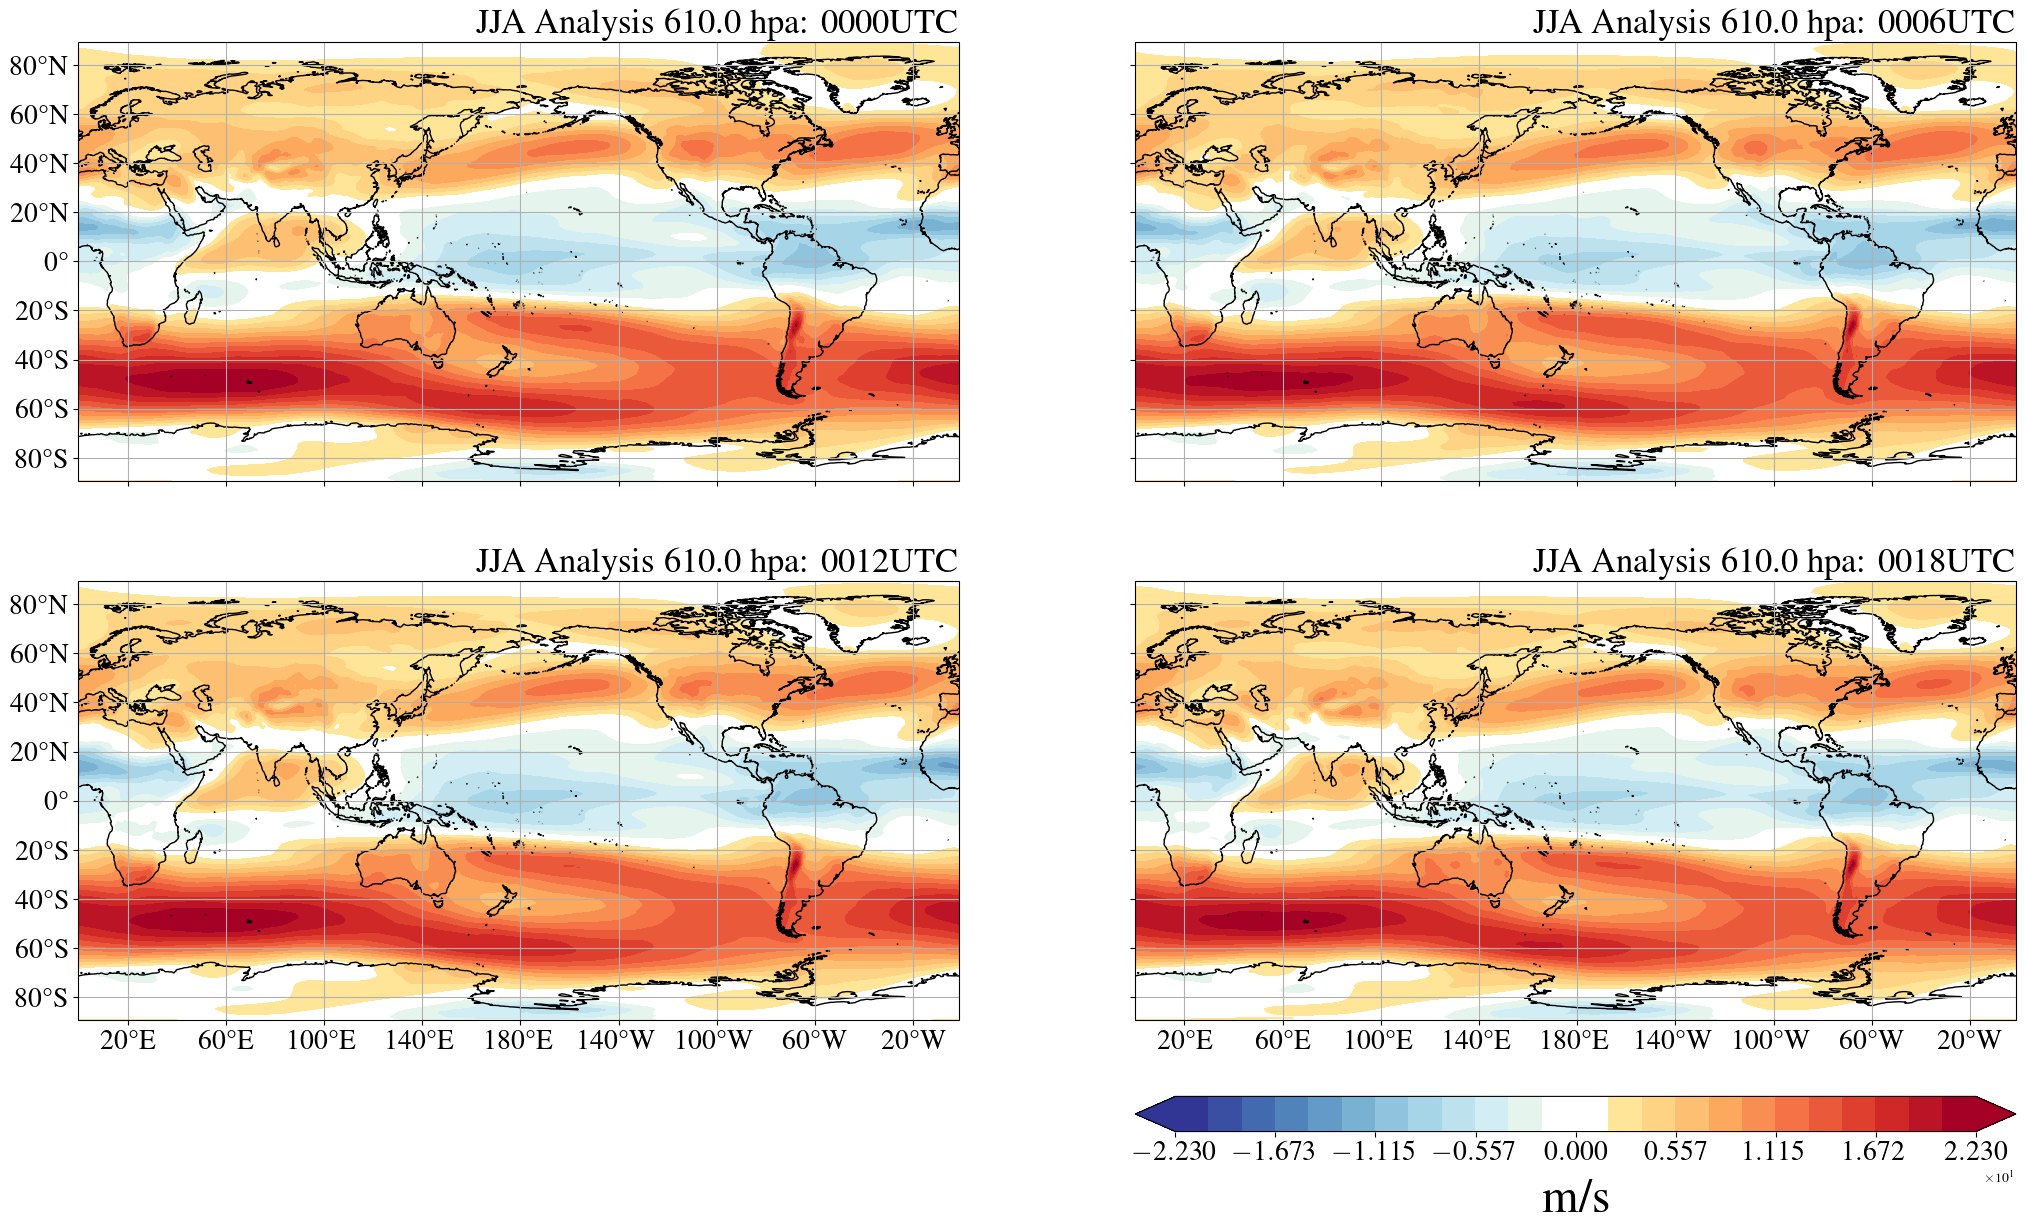 JJA Analysis 610.0 hpa: 0000UTC
JJA Analysis 610.0 hpa: 0006UTC
80°N
60°N
40°N
20°N
0°
20°S
40°S
60°S
80°S
JJA Analysis 610.0 hpa: 0012UTC
JJA Analysis 610.0 hpa: 0018UTC
80°N
60°N
40°N
20°N
0°
20°S
40°S
60°S
80°S
20°E 60°E 100°E 140°E 180°E 140°W 100°W 60°W 20°W
20°E 60°E 100°E 140°E 180°E 140°W 100°W 60°W 20°W
−2.230 −1.673 −1.115 −0.557 0.000 0.557 1.115 1.672 2.230
×10¹
m/s